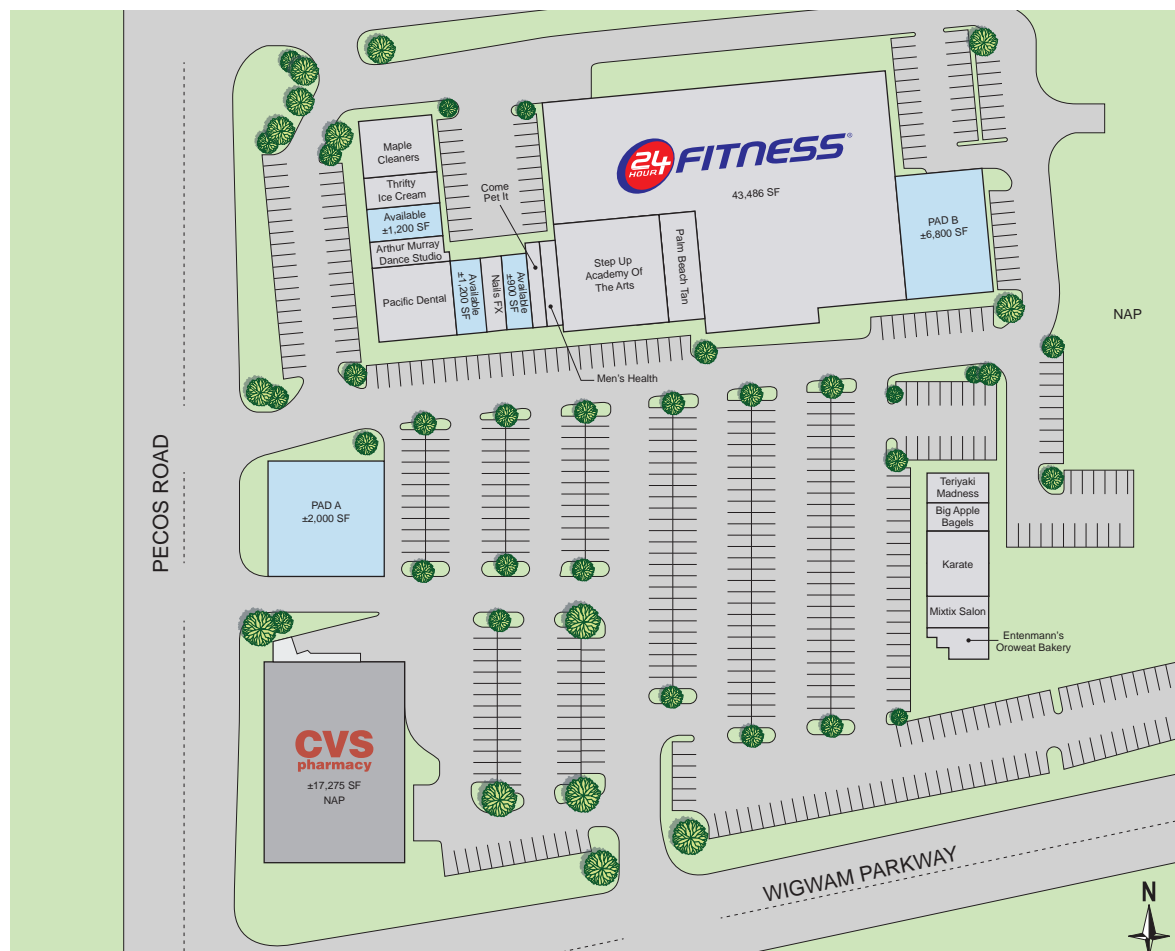 Maple
Cleaners
Thrifty
Ice Cream
Available
±1,200 SF
Arthur Murray
Dance Studio
Pacific Dental
Available
±1,200 SF
Nails FX
Available
±900 SF
Come
Pet It
Men's Health
Step Up
Academy Of
The Arts
Palm Beach Tan
24
HOUR
FITNESS®
43,486 SF
PAD B
±6,800 SF
NAP
PECOS ROAD
PAD A
±2,000 SF
Teriyaki
Madness
Big Apple
Bagels
Karate
Mixtix Salon
Entenmann's
Oroweat Bakery
CVS
pharmacy
±17,275 SF
NAP
WIGWAM PARKWAY
N